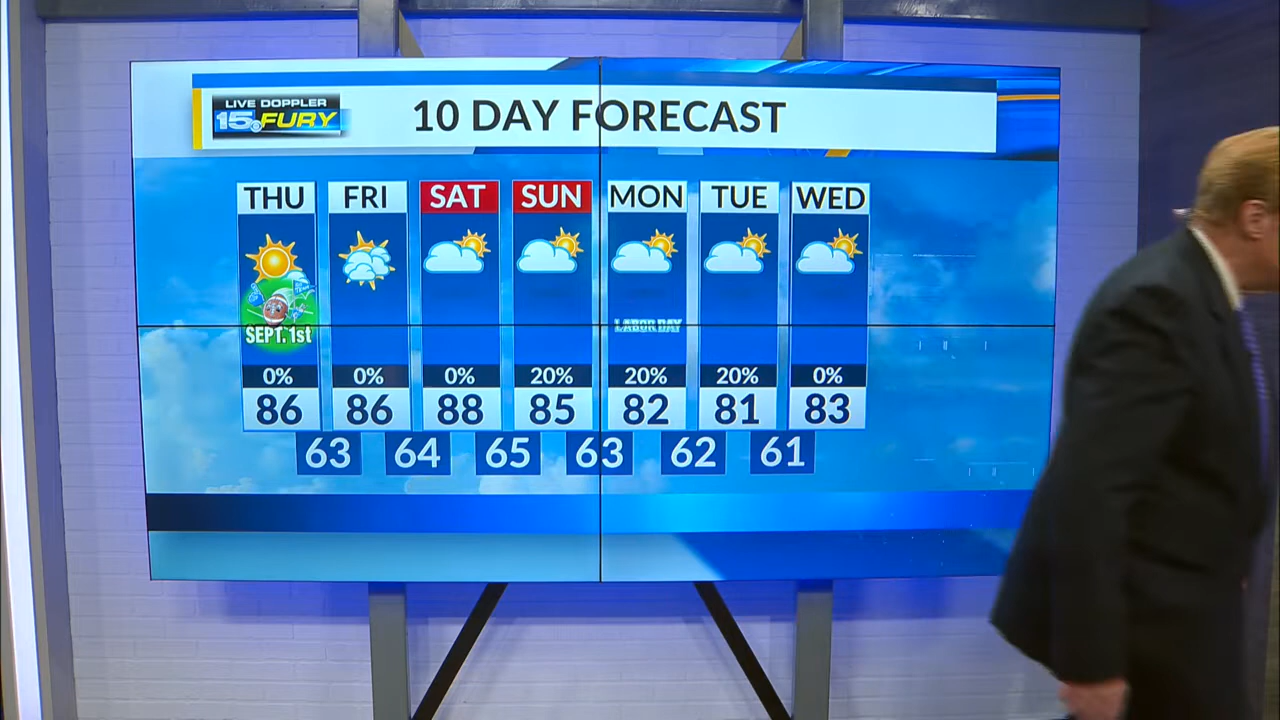 LIVE DOPPLER
15 FURY
10 DAY FORECAST
THU FRI SAT SUN MON TUE WED
SEPT. 1st
LABOR DAY
0% 0% 0% 20% 20% 20% 0%
86 86 88 85 82 81 83
63 64 65 63 62 61